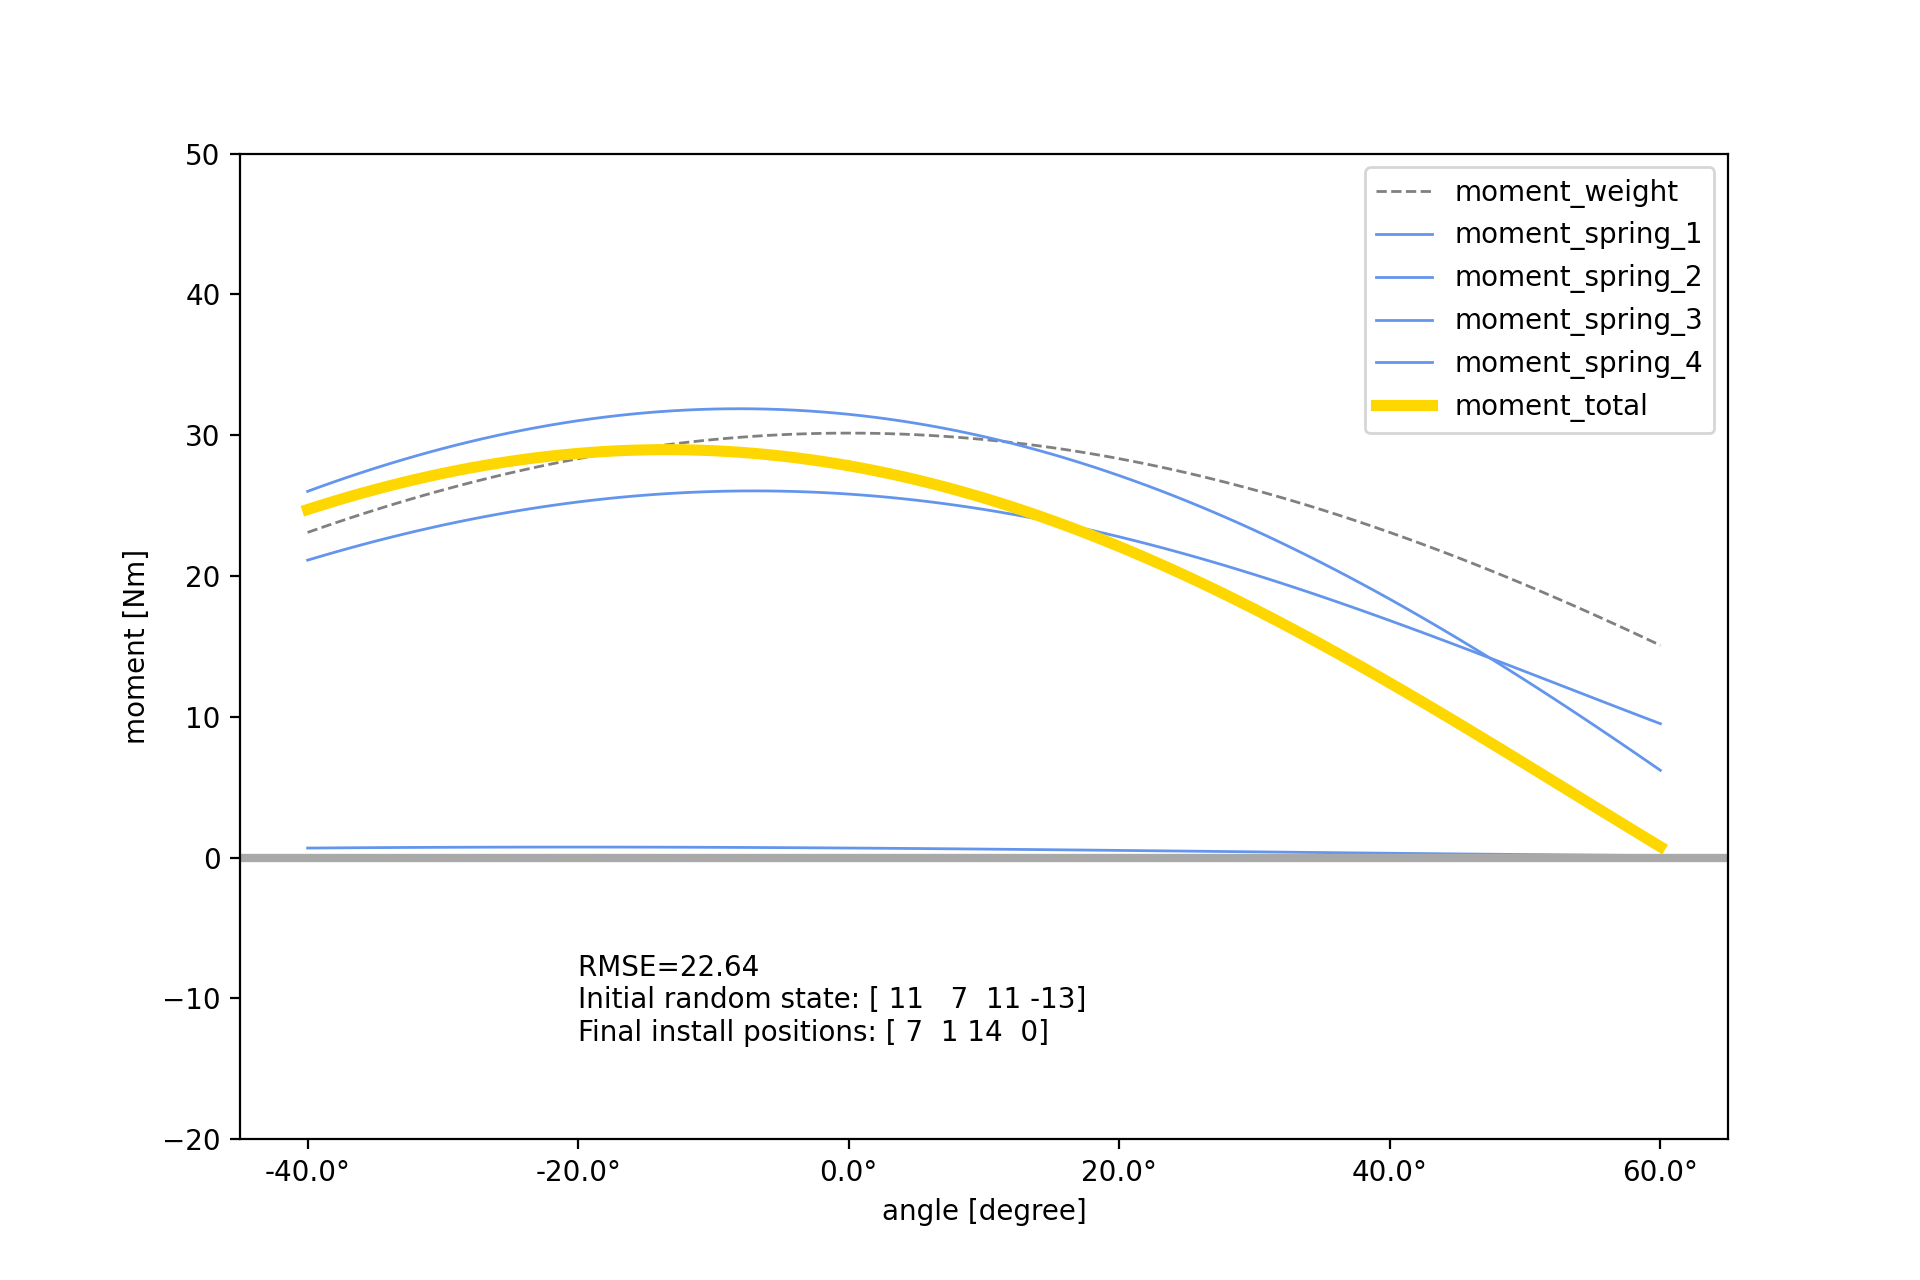 50
40
30
20
10
0
−10
−20
moment [Nm]
moment_weight
moment_spring_1
moment_spring_2
moment_spring_3
moment_spring_4
moment_total
RMSE=22.64
Initial random state: [ 11   7  11 -13]
Final install positions: [ 7  1 14  0]
-40.0° -20.0° 0.0° 20.0° 40.0° 60.0°
angle [degree]